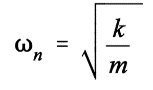 ωₙ = √(k/m)